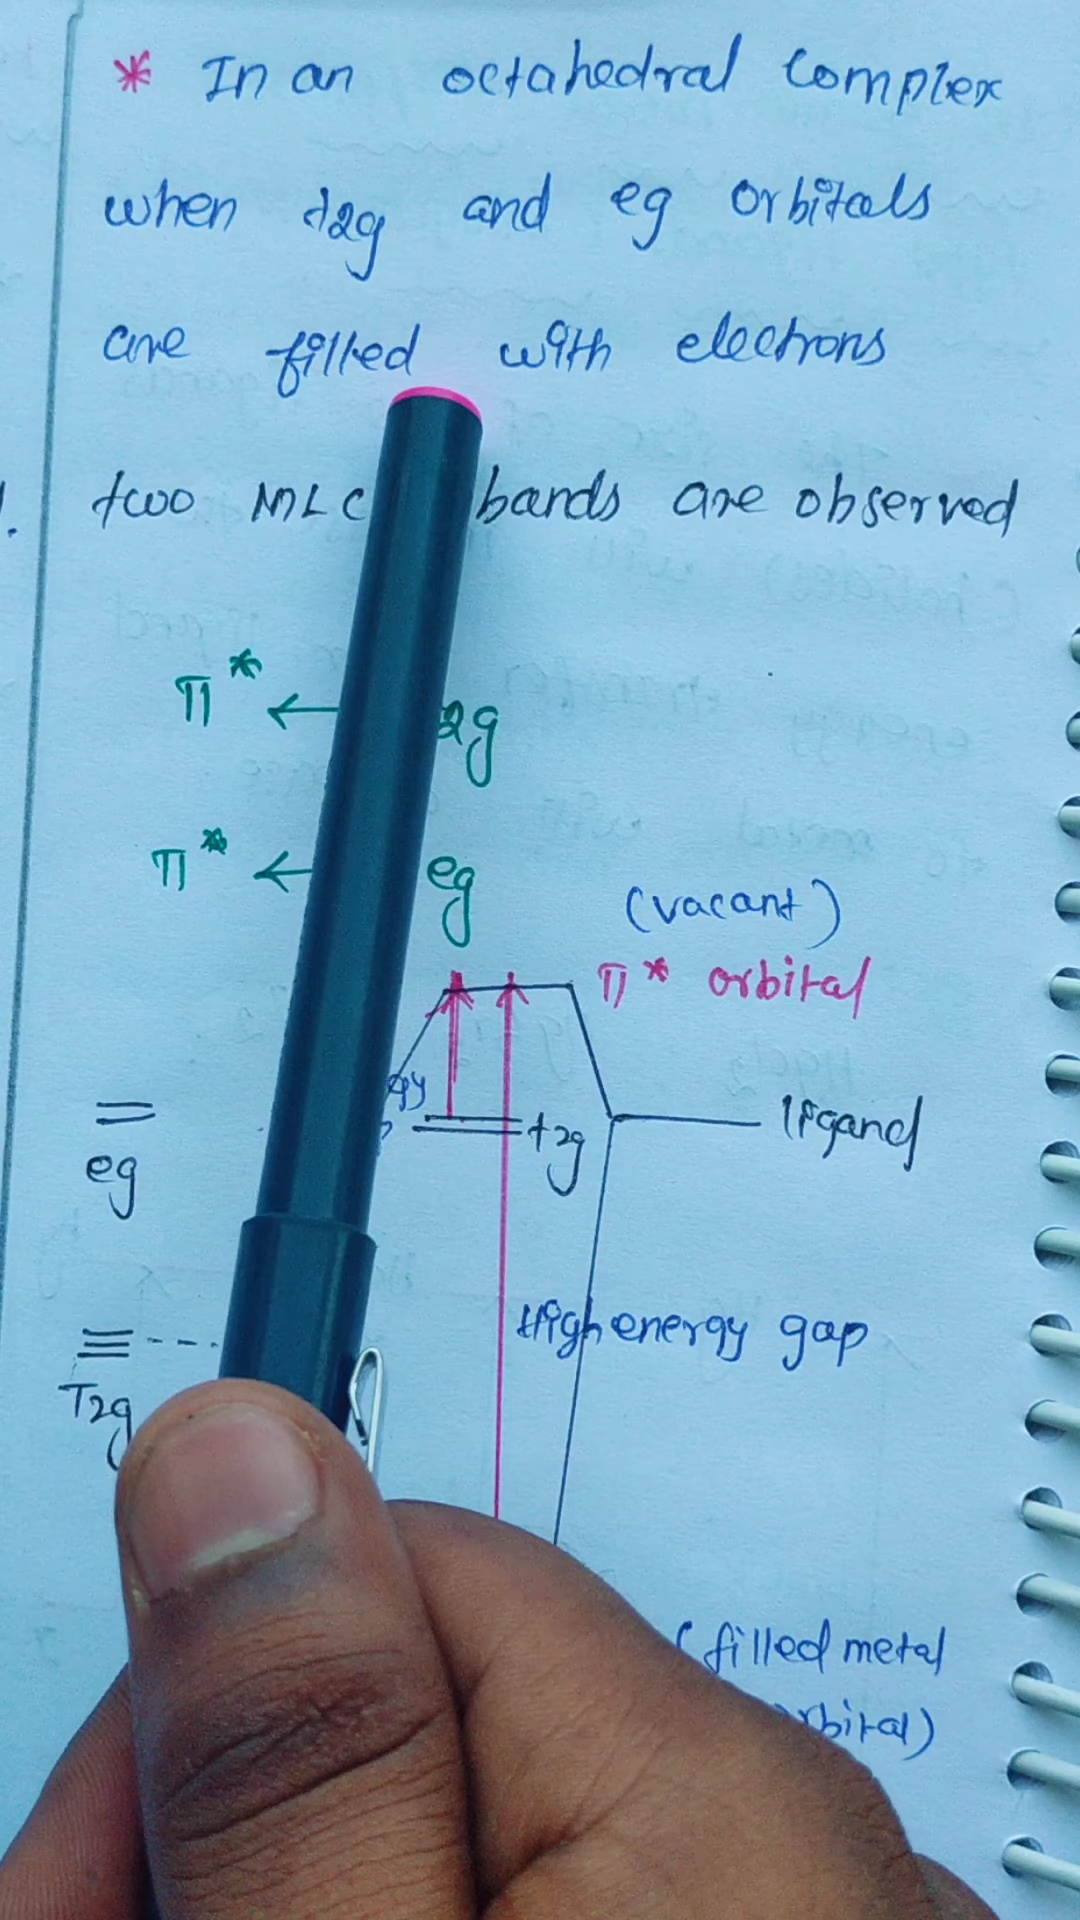 * In an octahedral complex
when t2g and eg orbitals
are filled with electrons
two MLC bands are observed
π* ← 2g
π* ← eg
(vacant)
π* orbital
gy
t2g
ligand
eg
High energy gap
T2g
(filled metal
orbital)